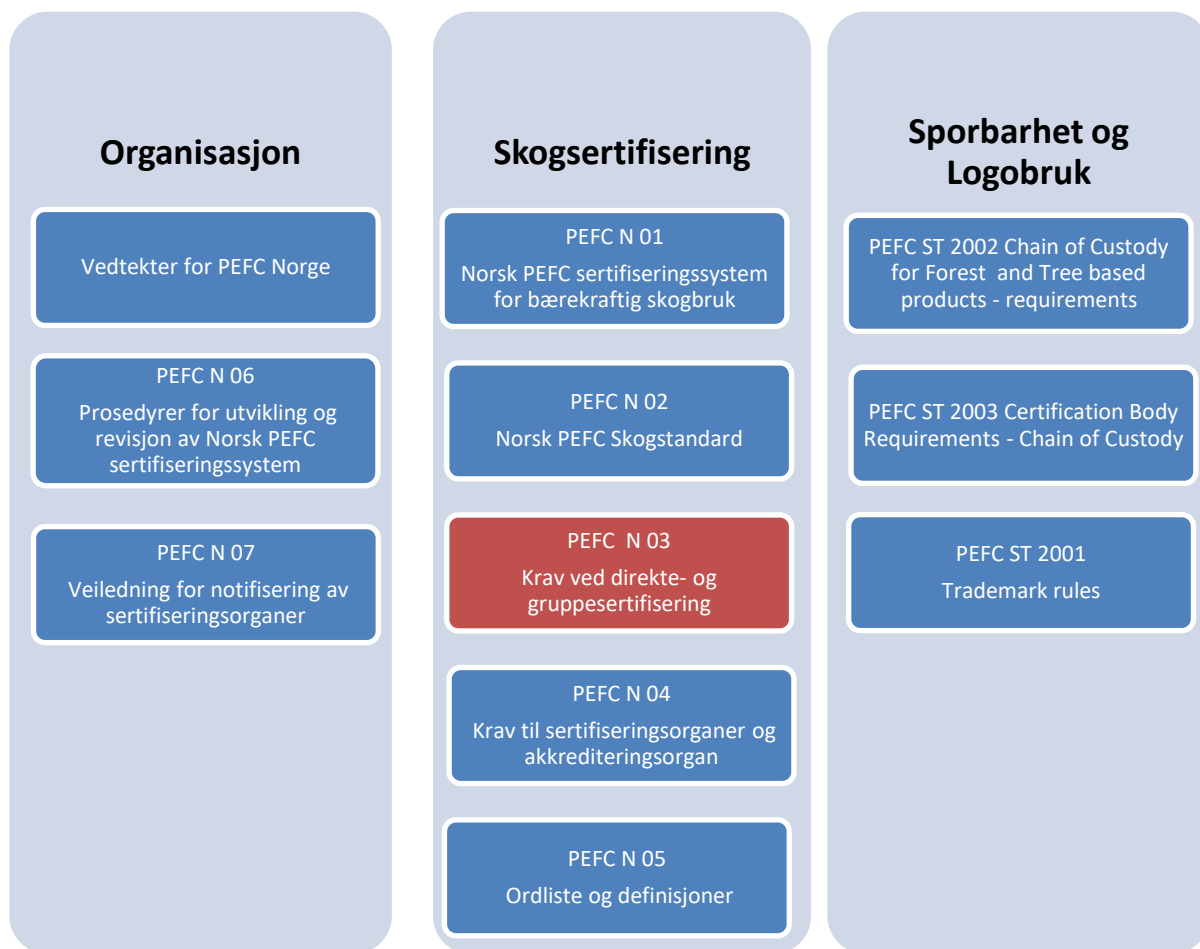 Organisasjon
Vedtekter for PEFC Norge
PEFC N 06
Prosedyrer for utvikling og
revisjon av Norsk PEFC
sertifiseringssystem
PEFC N 07
Veiledning for notifisering av
sertifiseringsorganer
Skogsertifisering
PEFC N 01
Norsk PEFC sertifiseringssystem
for bærekraftig skogbruk
PEFC N 02
Norsk PEFC Skogstandard
PEFC N 03
Krav ved direkte- og
gruppesertifisering
PEFC N 04
Krav til sertifiseringsorganer og
akkrediteringsorgan
PEFC N 05
Ordliste og definisjoner
Sporbarhet og
Logobruk
PEFC ST 2002 Chain of Custody
for Forest and Tree based
products - requirements
PEFC ST 2003 Certification Body
Requirements - Chain of Custody
PEFC ST 2001
Trademark rules